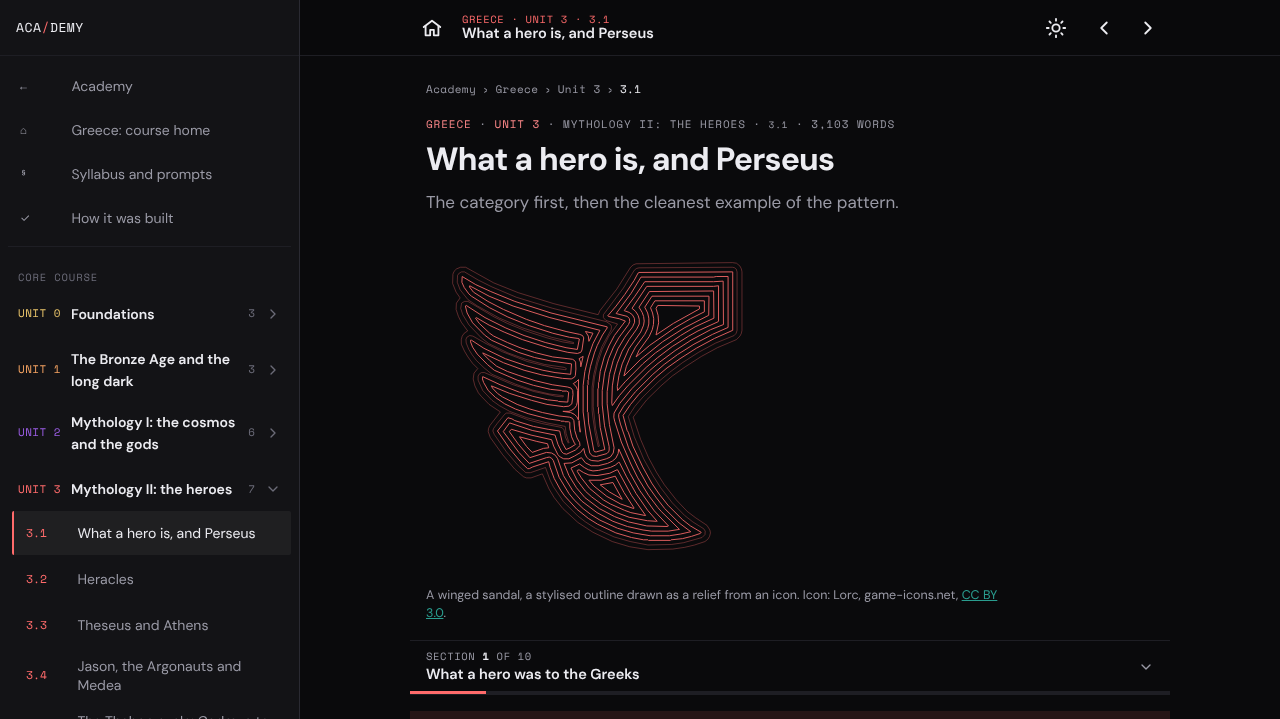 ACA/DEMY
← Academy
⌂ Greece: course home
§ Syllabus and prompts
✓ How it was built
CORE COURSE
UNIT 0 Foundations 3
UNIT 1 The Bronze Age and the
long dark 3
UNIT 2 Mythology I: the cosmos
and the gods 6
UNIT 3 Mythology II: the heroes 7
3.1 What a hero is, and Perseus
3.2 Heracles
3.3 Theseus and Athens
3.4 Jason, the Argonauts and
Medea
GREECE · UNIT 3 · 3.1
What a hero is, and Perseus
Academy › Greece › Unit 3 › 3.1
GREECE · UNIT 3 · MYTHOLOGY II: THE HEROES · 3.1 · 3,103 WORDS
What a hero is, and Perseus
The category first, then the cleanest example of the pattern.
A winged sandal, a stylised outline drawn as a relief from an icon. Icon: Lorc, game-icons.net, CC BY
3.0.
SECTION 1 OF 10
What a hero was to the Greeks